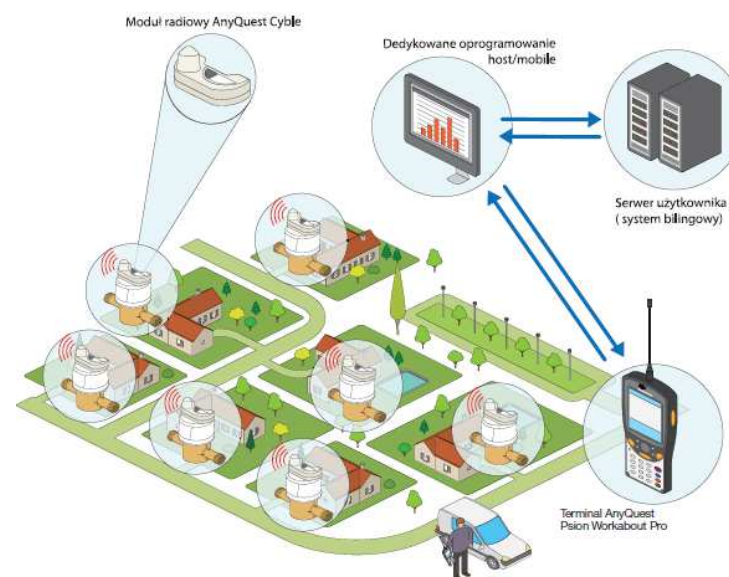 Moduł radiowy AnyQuest Cyble
Dedykowane oprogramowanie
host/mobile
Serwer użytkownika
( system bilingowy)
Terminal AnyQuest
Psion Workabout Pro